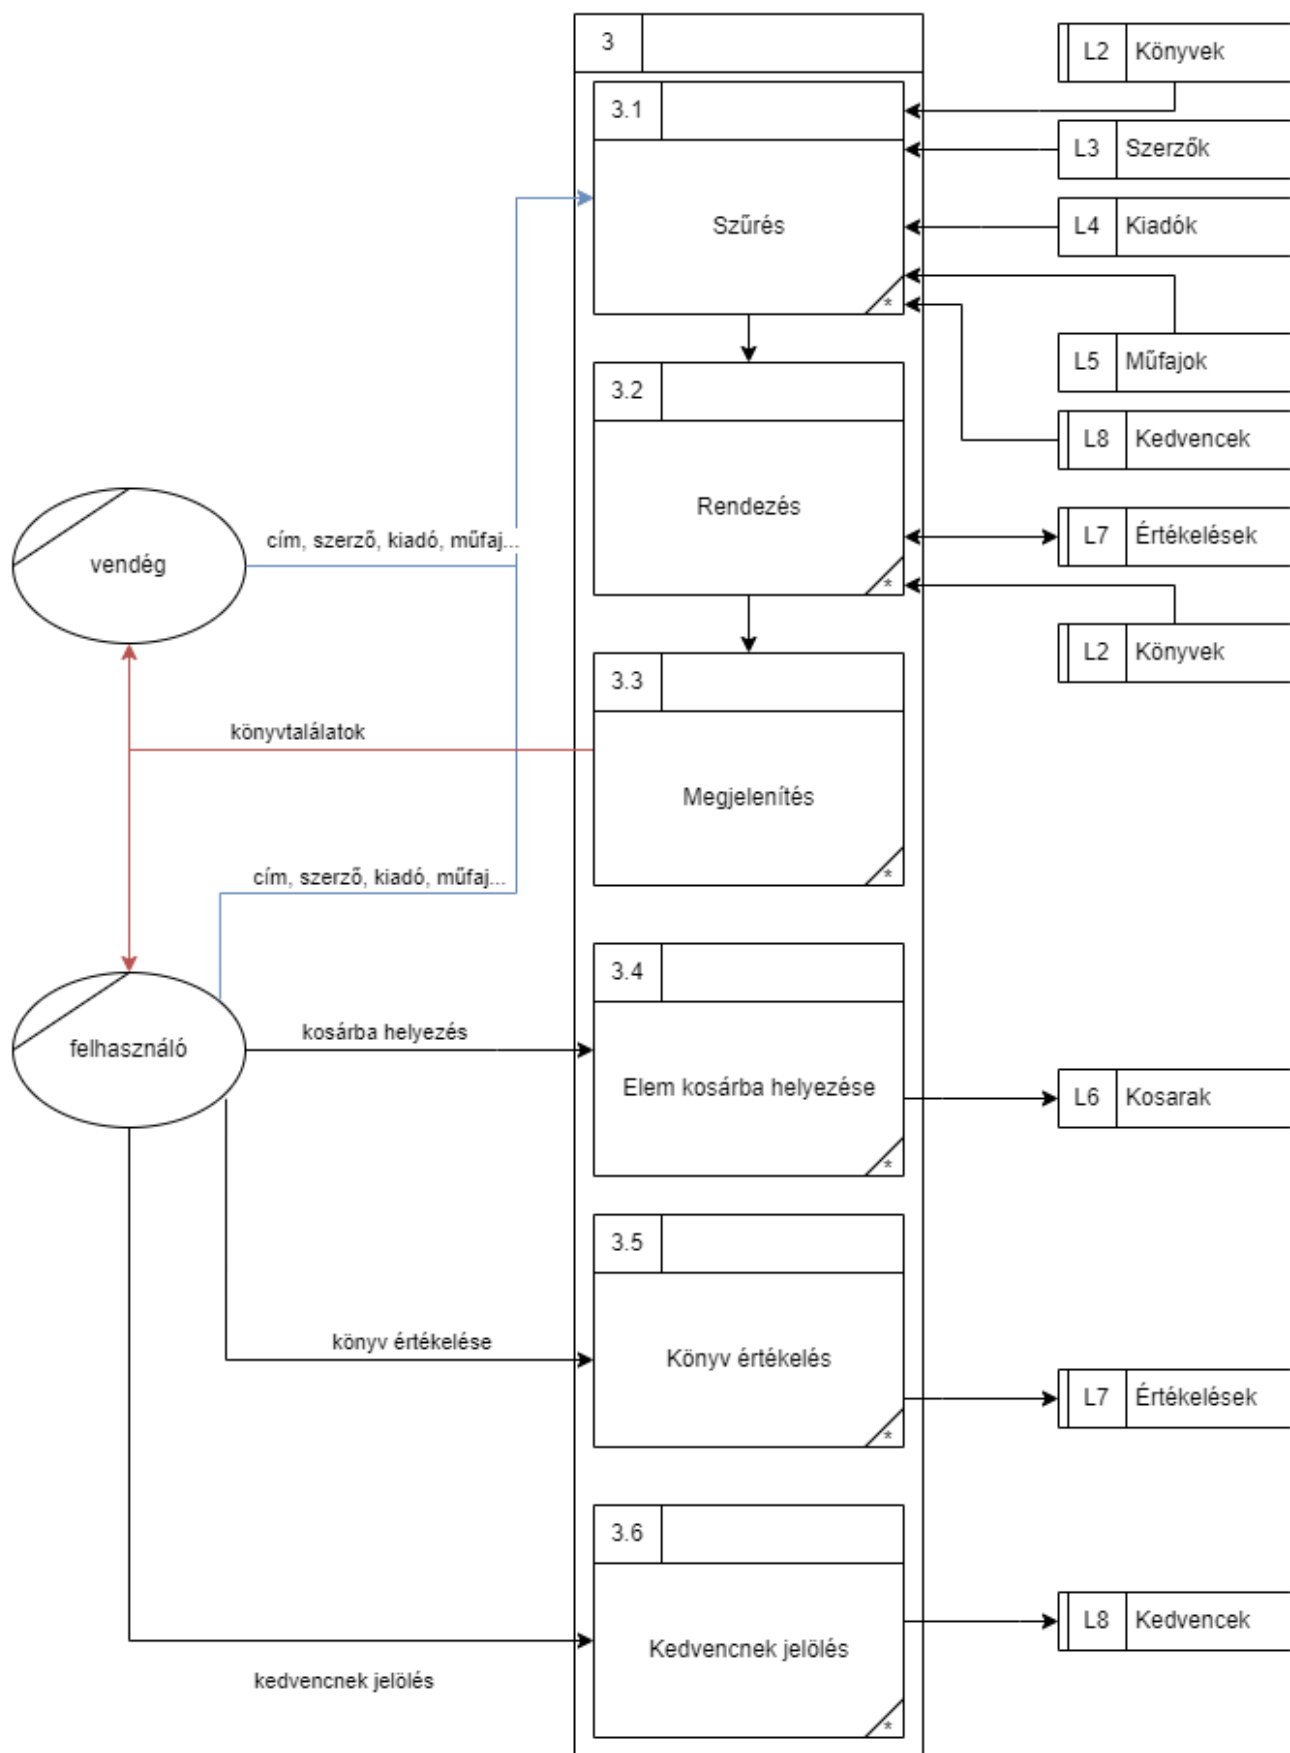 3
L2 Könyvek
3.1
L3 Szerzők
Szűrés
L4 Kiadók
*
L5 Műfajok
3.2
L8 Kedvencek
Rendezés
cím, szerző, kiadó, műfaj...
L7 Értékelések
vendég
*
L2 Könyvek
3.3
könyvtalálatok
Megjelenítés
*
cím, szerző, kiadó, műfaj...
3.4
kosárba helyezés
felhasználó
Elem kosárba helyezése
L6 Kosarak
*
3.5
könyv értékelése
Könyv értékelés
L7 Értékelések
*
3.6
L8 Kedvencek
Kedvencnek jelölés
kedvencnek jelölés
*